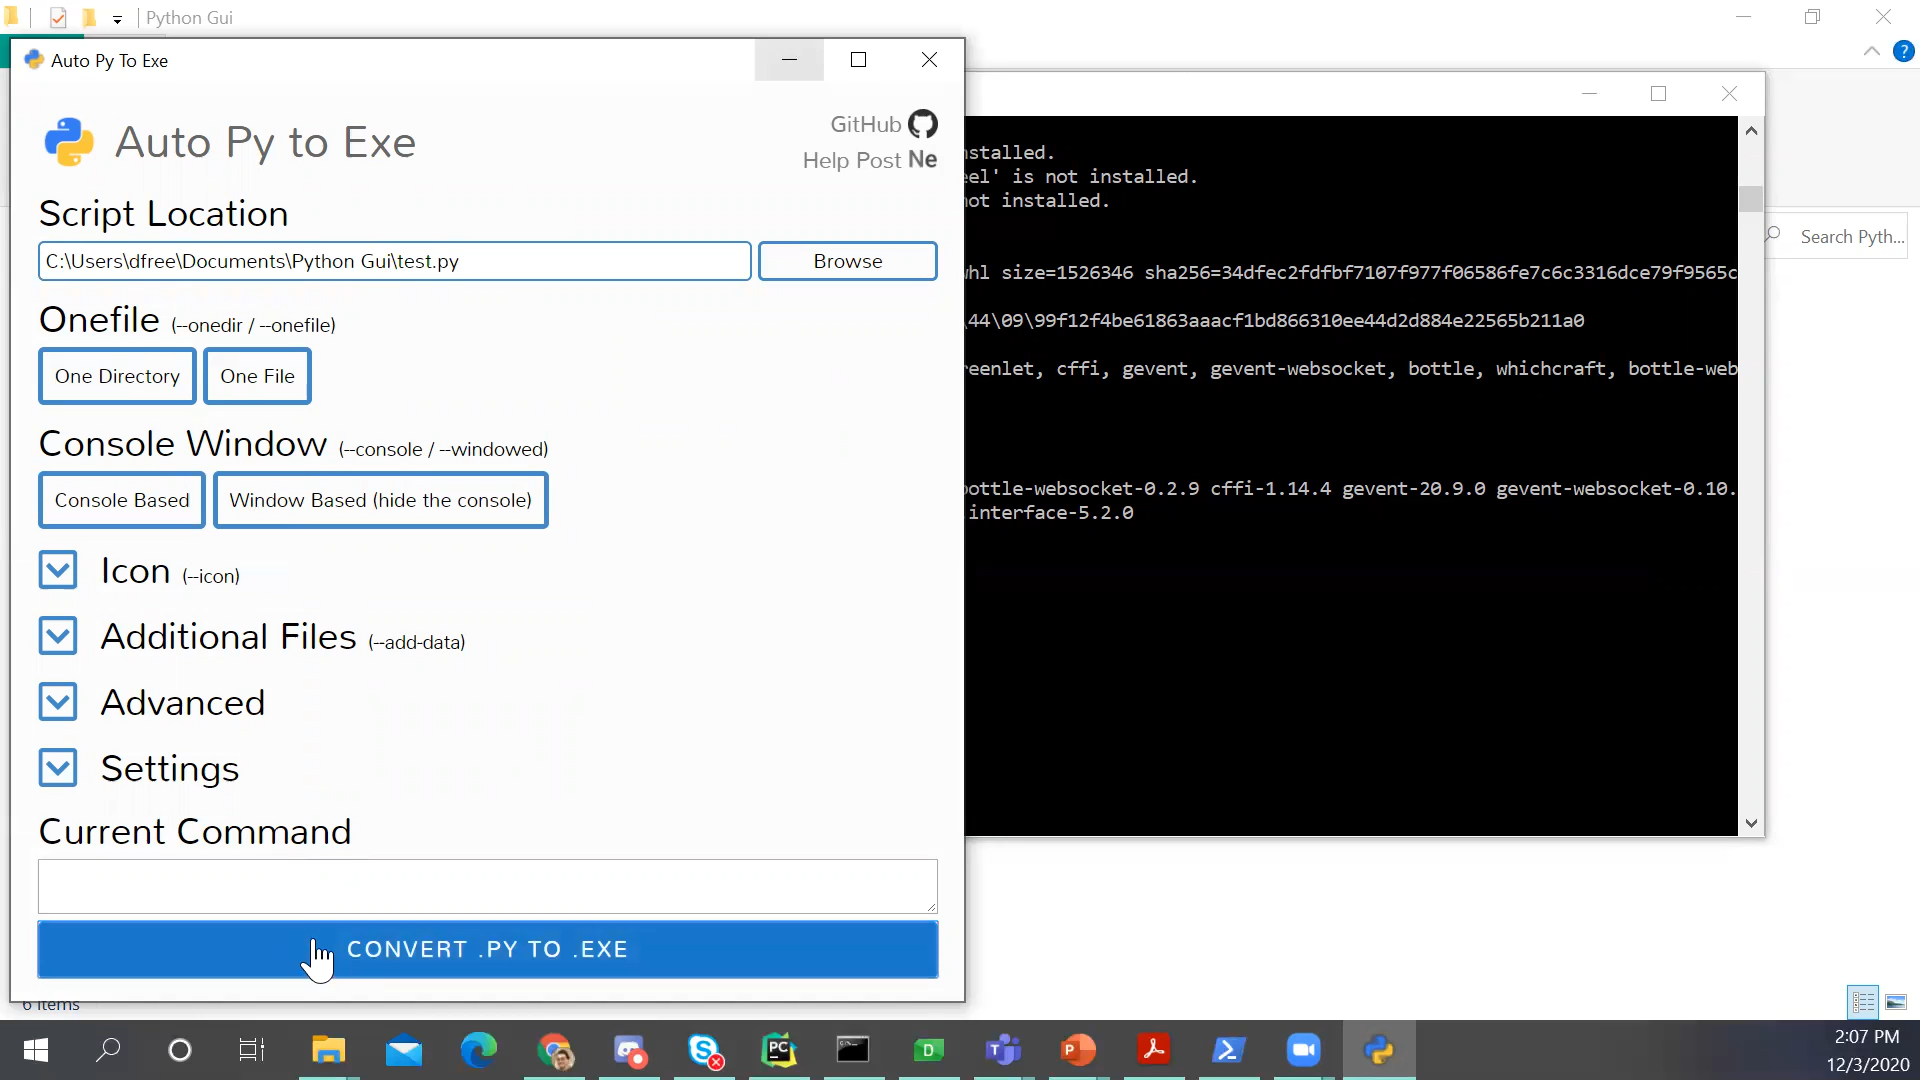 Python Gui
Auto Py To Exe
Auto Py to Exe
GitHub
Help Post Ne
Script Location
C:\Users\dfree\Documents\Python Gui\test.py
Browse
Onefile (--onedir / --onefile)
One Directory
One File
Console Window (--console / --windowed)
Console Based
Window Based (hide the console)
Icon (--icon)
Additional Files (--add-data)
Advanced
Settings
Current Command
CONVERT .PY TO .EXE
6 items
nstalled.
eel' is not installed.
not installed.
whl size=1526346 sha256=34dfec2fdfbf7107f977f06586fe7c6c3316dce79f9565c
\44\09\99f12f4be61863aaacf1bd866310ee44d2d884e22565b211a0
reenlet, cffi, gevent, gevent-websocket, bottle, whichcraft, bottle-web
bottle-websocket-0.2.9 cffi-1.14.4 gevent-20.9.0 gevent-websocket-0.10.
.interface-5.2.0
Search Pyth...
2:07 PM
12/3/2020